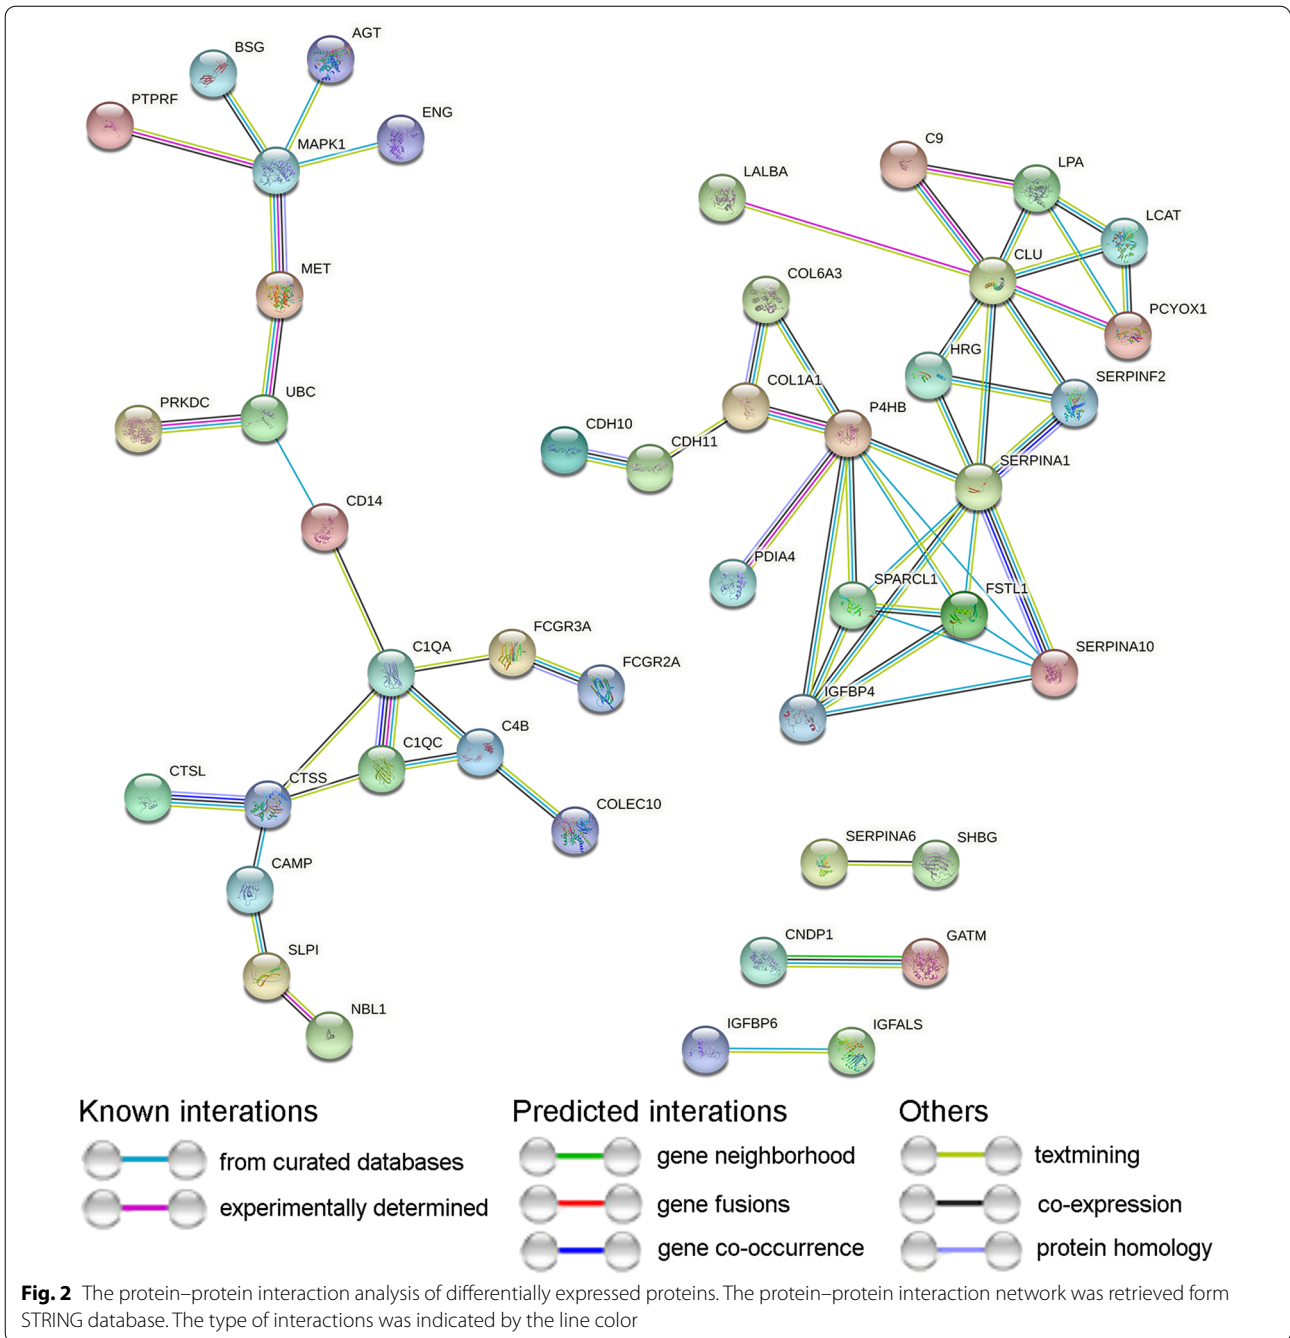 BSG
AGT
PTPRF
ENG
MAPK1
C9
LPA
LALBA
LCAT
CLU
MET
COL6A3
PCYOX1
HRG
SERPINF2
COL1A1
PRKDC
UBC
P4HB
CDH10
CDH11
SERPINA1
CD14
PDIA4
SPARCL1
FSTL1
FCGR3A
C1QA
FCGR2A
SERPINA10
IGFBP4
C4B
C1QC
CTSL
CTSS
COLEC10
SERPINA6
SHBG
CAMP
CNDP1
GATM
SLPI
NBL1
IGFBP6
IGFALS
Known interations
from curated databases
experimentally determined
Predicted interations
gene neighborhood
gene fusions
gene co-occurrence
Others
textmining
co-expression
protein homology
Fig. 2 The protein–protein interaction analysis of differentially expressed proteins. The protein–protein interaction network was retrieved form
STRING database. The type of interactions was indicated by the line color